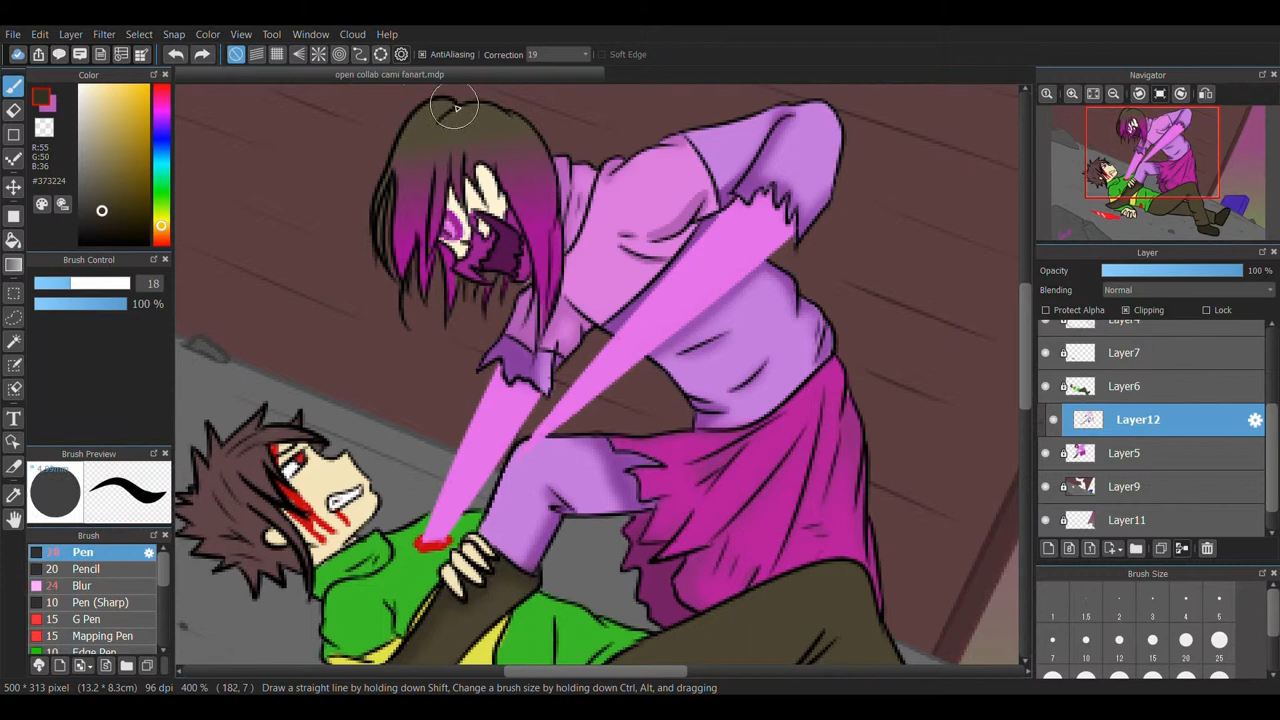 File Edit Layer Filter Select Snap Color View Tool Window Cloud Help
AntiAliasing Correction 19 Soft Edge
Color
open collab cami fanart.mdp
Navigator
R:55
G:50
B:36
#373224
Brush Control
18
100 %
Layer
Opacity 100 %
Blending Normal
Protect Alpha Clipping Lock
Layer4
Layer7
Layer6
Layer12
Layer5
Layer9
Layer11
Brush Preview
Brush
20 Pencil
24 Blur
10 Pen (Sharp)
15 G Pen
15 Mapping Pen
10 Edge Pen
Pen
Brush Size
1 1.5 2 3 4 5
7 10 12 15 20 25
500 * 313 pixel (13.2 * 8.3cm) 96 dpi 400 % ( 182, 7 ) Draw a straight line by holding down Shift, Change a brush size by holding down Ctrl, Alt, and dragging